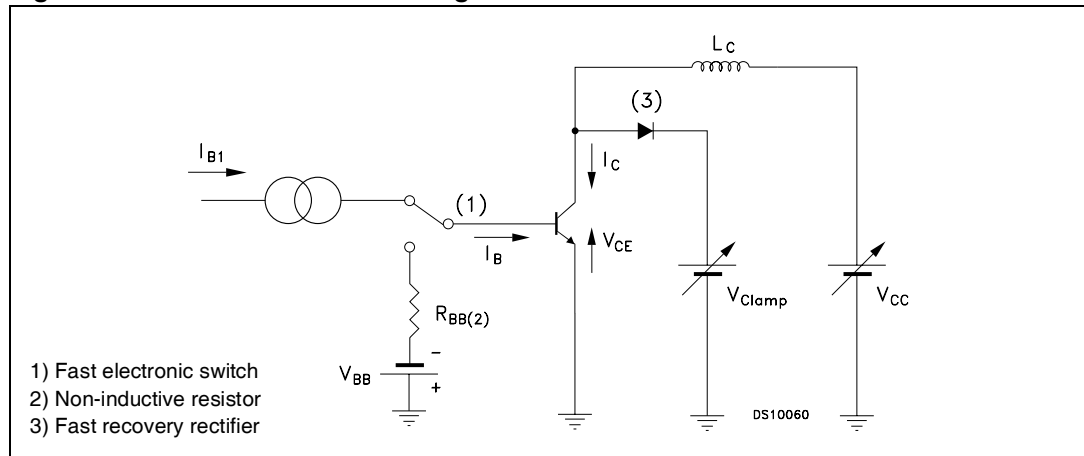 L_C
(3)
I_B1
I_C
(1)
I_B
V_CE
V_Clamp
V_CC
R_BB(2)
V_BB
-
+
1) Fast electronic switch
2) Non-inductive resistor
3) Fast recovery rectifier
DS10060